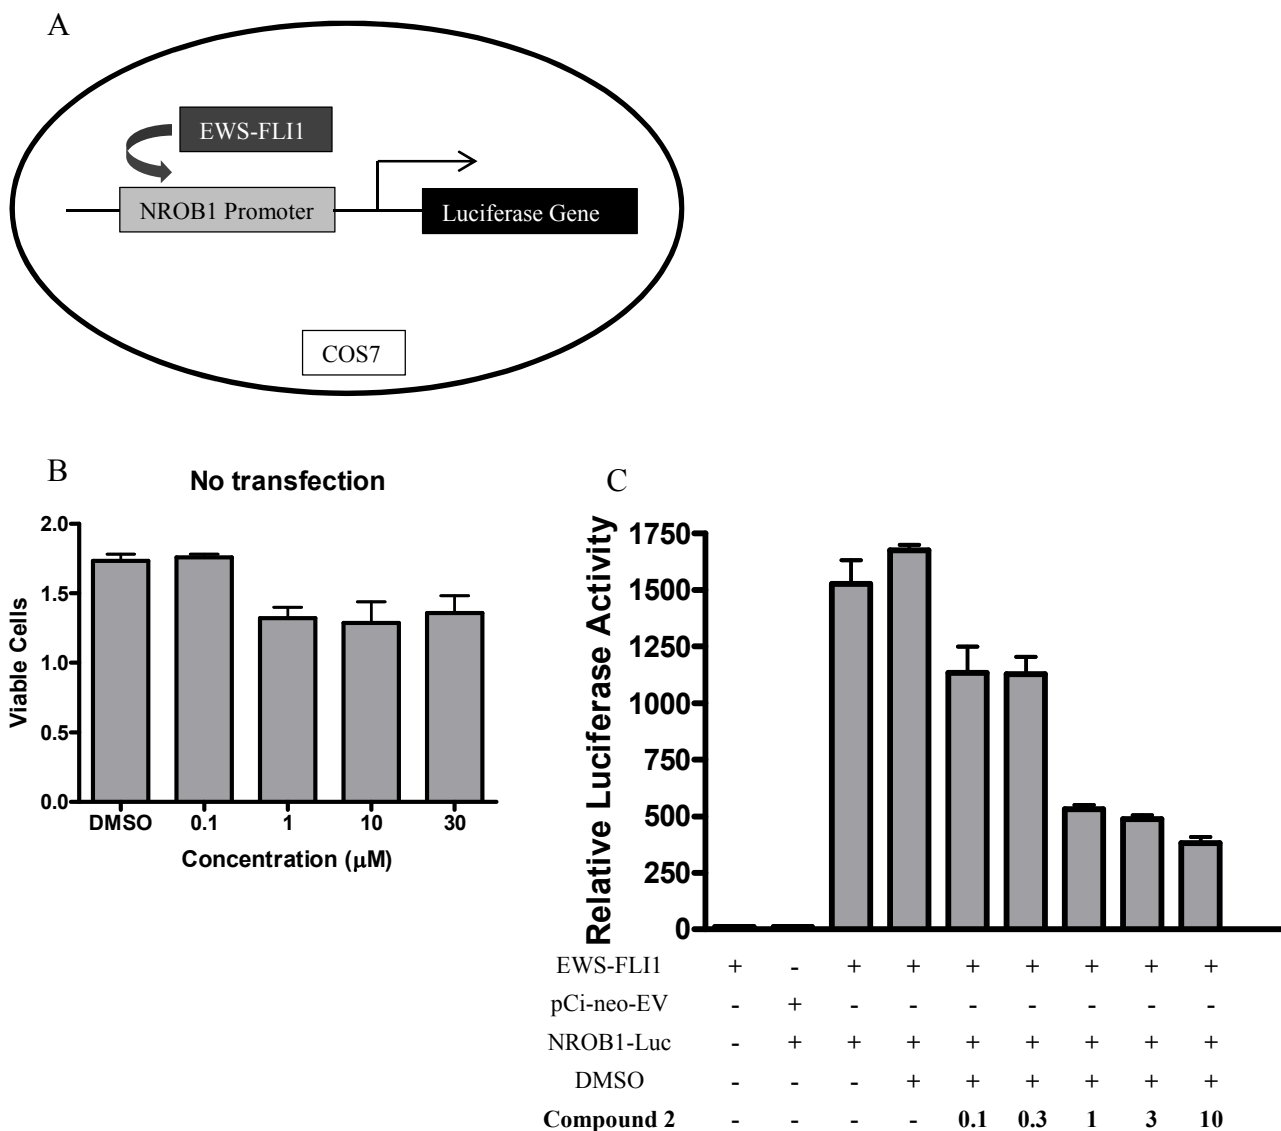 A
EWS-FLI1
NROB1 Promoter
Luciferase Gene
COS7
B
No transfection
Viable Cells
2.0
1.5
1.0
0.5
0.0
DMSO 0.1 1 10 30
Concentration (μM)
C
Relative Luciferase Activity
1750
1500
1250
1000
750
500
250
0
EWS-FLI1 + - + + + + + + +
pCi-neo-EV - + - - - - - - -
NROB1-Luc - + + + + + + + +
DMSO - - - + + + + + +
Compound 2 - - - - 0.1 0.3 1 3 10